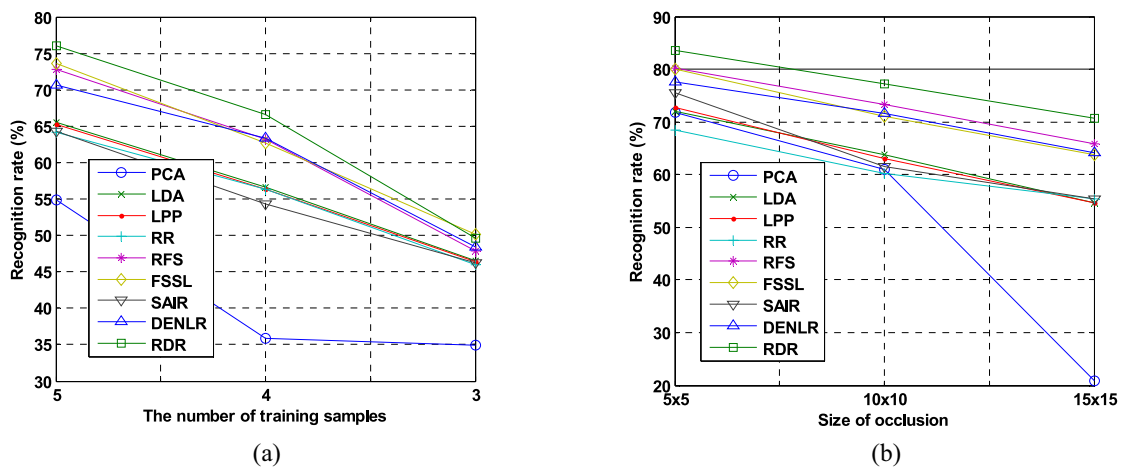 80
75
70
65
60
55
50
45
40
35
30
Recognition rate (%)
PCA
LDA
LPP
RR
RFS
FSSL
SAIR
DENLR
RDR
5
4
3
The number of training samples
(a)
90
80
70
60
50
40
30
20
Recognition rate (%)
PCA
LDA
LPP
RR
RFS
FSSL
SAIR
DENLR
RDR
5x5
10x10
15x15
Size of occlusion
(b)